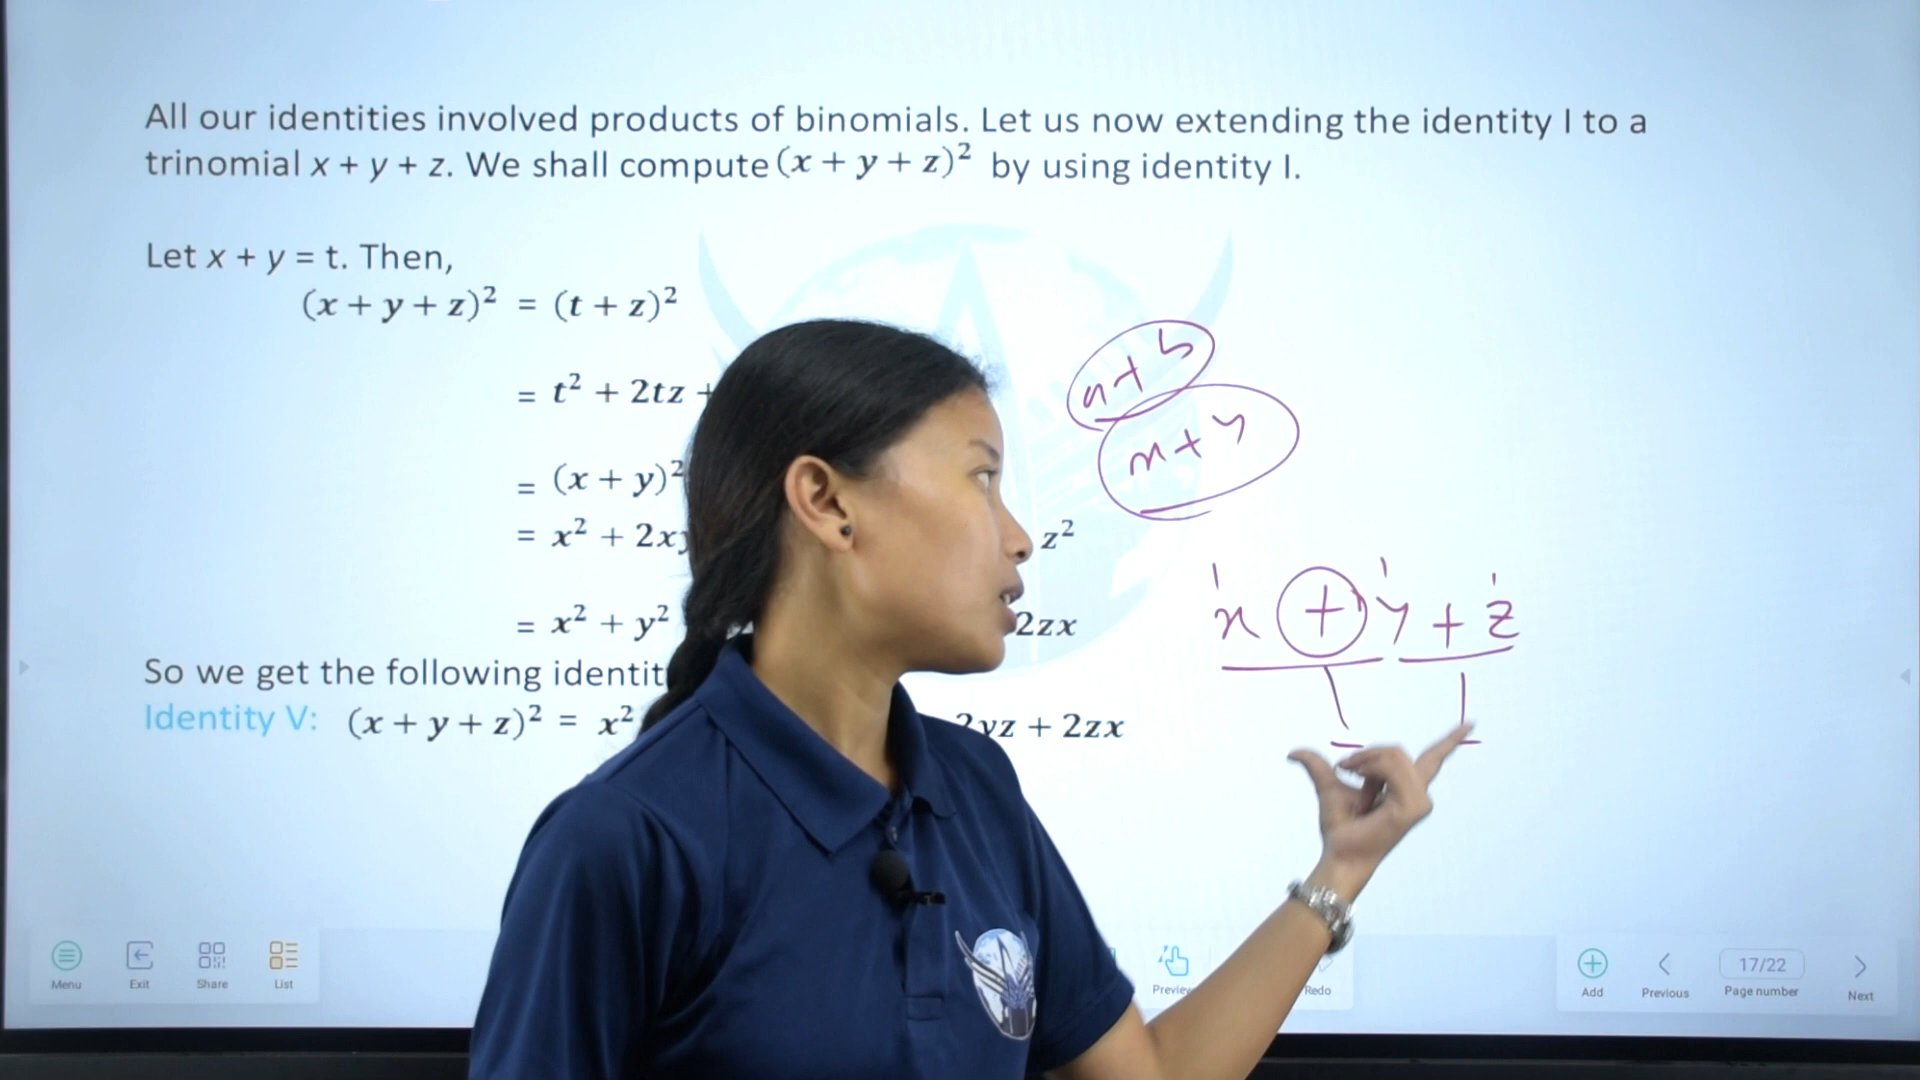 All our identities involved products of binomials. Let us now extending the identity I to a
trinomial x + y + z. We shall compute (x + y + z)² by using identity I.
Let x + y = t. Then,
(x + y + z)² = (t + z)²
= t² + 2tz +
= (x + y)²
= x² + 2xy z²
= x² + y² 2zx
So we get the following identit
Identity V: (x + y + z)² = x² 2yz + 2zx
a + b
x + y
x + y + z
Menu Exit Share List Preview Redo Add Previous 17/22 Page number Next